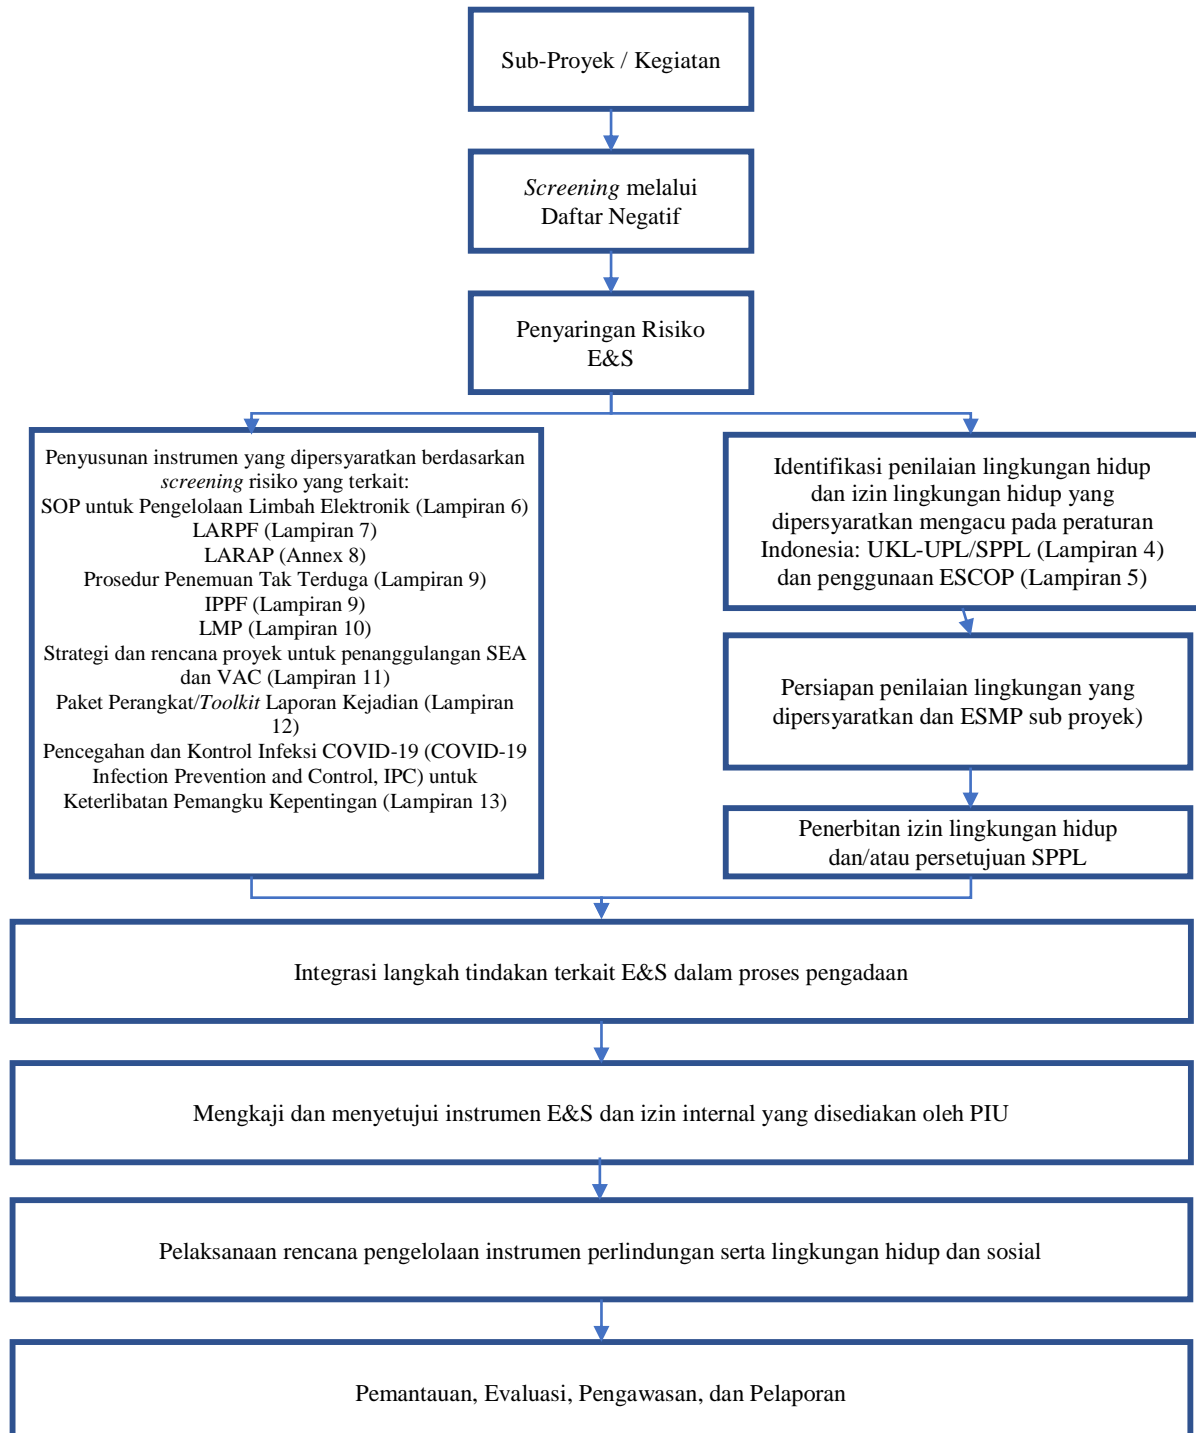 Sub-Proyek / Kegiatan
Screening melalui
Daftar Negatif
Penyaringan Risiko
E&S
Penyusunan instrumen yang dipersyaratkan berdasarkan
screening risiko yang terkait:
SOP untuk Pengelolaan Limbah Elektronik (Lampiran 6)
LARPF (Lampiran 7)
LARAP (Annex 8)
Prosedur Penemuan Tak Terduga (Lampiran 9)
IPPF (Lampiran 9)
LMP (Lampiran 10)
Strategi dan rencana proyek untuk penanggulangan SEA
dan VAC (Lampiran 11)
Paket Perangkat/Toolkit Laporan Kejadian (Lampiran
12)
Pencegahan dan Kontrol Infeksi COVID-19 (COVID-19
Infection Prevention and Control, IPC) untuk
Keterlibatan Pemangku Kepentingan (Lampiran 13)
Identifikasi penilaian lingkungan hidup
dan izin lingkungan hidup yang
dipersyaratkan mengacu pada peraturan
Indonesia: UKL-UPL/SPPL (Lampiran 4)
dan penggunaan ESCOP (Lampiran 5)
Persiapan penilaian lingkungan yang
dipersyaratkan dan ESMP sub proyek)
Penerbitan izin lingkungan hidup
dan/atau persetujuan SPPL
Integrasi langkah tindakan terkait E&S dalam proses pengadaan
Mengkaji dan menyetujui instrumen E&S dan izin internal yang disediakan oleh PIU
Pelaksanaan rencana pengelolaan instrumen perlindungan serta lingkungan hidup dan sosial
Pemantauan, Evaluasi, Pengawasan, dan Pelaporan